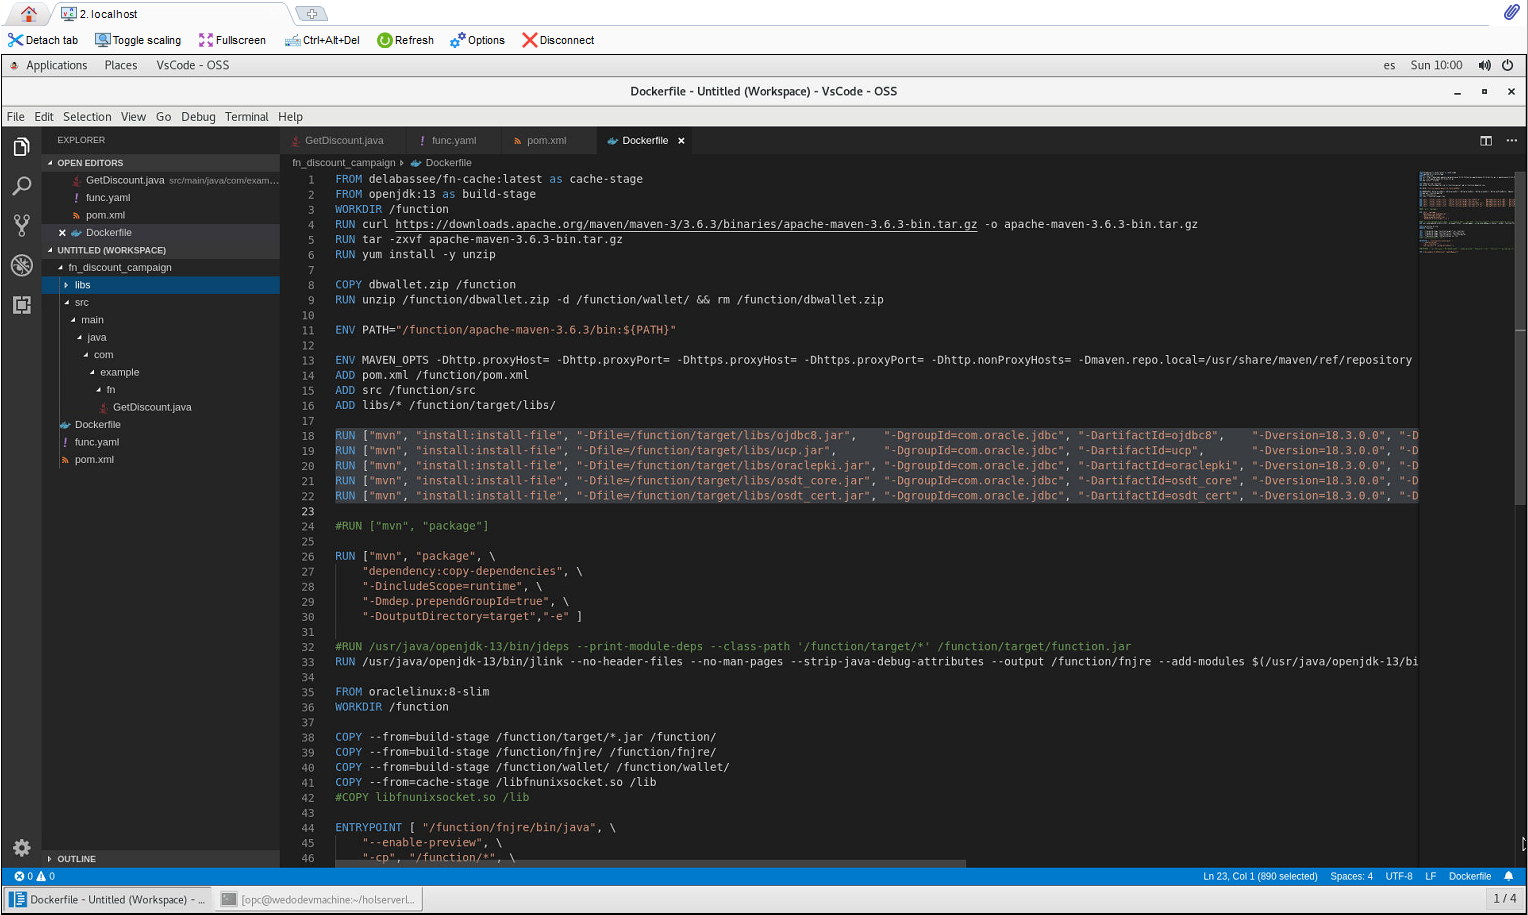 2. localhost
Detach tab Toggle scaling Fullscreen Ctrl+Alt+Del Refresh Options Disconnect
Applications Places VsCode - OSS es Sun 10:00
Dockerfile - Untitled (Workspace) - VsCode - OSS
File Edit Selection View Go Debug Terminal Help
EXPLORER
OPEN EDITORS
GetDiscount.java src/main/java/com/exam...
func.yaml
pom.xml
Dockerfile
UNTITLED (WORKSPACE)
fn_discount_campaign
libs
src
main
java
com
example
fn
GetDiscount.java
Dockerfile
func.yaml
pom.xml
OUTLINE
GetDiscount.java func.yaml pom.xml Dockerfile
fn_discount_campaign Dockerfile
1 FROM delabassee/fn-cache:latest as cache-stage
2 FROM openjdk:13 as build-stage
3 WORKDIR /function
4 RUN curl https://downloads.apache.org/maven/maven-3/3.6.3/binaries/apache-maven-3.6.3-bin.tar.gz -o apache-maven-3.6.3-bin.tar.gz
5 RUN tar -zxvf apache-maven-3.6.3-bin.tar.gz
6 RUN yum install -y unzip
7
8 COPY dbwallet.zip /function
9 RUN unzip /function/dbwallet.zip -d /function/wallet/ && rm /function/dbwallet.zip
10
11 ENV PATH="/function/apache-maven-3.6.3/bin:${PATH}"
12
13 ENV MAVEN_OPTS -Dhttp.proxyHost= -Dhttp.proxyPort= -Dhttps.proxyHost= -Dhttps.proxyPort= -Dhttp.nonProxyHosts= -Dmaven.repo.local=/usr/share/maven/ref/repository
14 ADD pom.xml /function/pom.xml
15 ADD src /function/src
16 ADD libs/* /function/target/libs/
17
18 RUN ["mvn", "install:install-file", "-Dfile=/function/target/libs/ojdbc8.jar", "-DgroupId=com.oracle.jdbc", "-DartifactId=ojdbc8", "-Dversion=18.3.0.0", "-D
19 RUN ["mvn", "install:install-file", "-Dfile=/function/target/libs/ucp.jar", "-DgroupId=com.oracle.jdbc", "-DartifactId=ucp", "-Dversion=18.3.0.0", "-D
20 RUN ["mvn", "install:install-file", "-Dfile=/function/target/libs/oraclepki.jar", "-DgroupId=com.oracle.jdbc", "-DartifactId=oraclepki", "-Dversion=18.3.0.0", "-D
21 RUN ["mvn", "install:install-file", "-Dfile=/function/target/libs/osdt_core.jar", "-DgroupId=com.oracle.jdbc", "-DartifactId=osdt_core", "-Dversion=18.3.0.0", "-D
22 RUN ["mvn", "install:install-file", "-Dfile=/function/target/libs/osdt_cert.jar", "-DgroupId=com.oracle.jdbc", "-DartifactId=osdt_cert", "-Dversion=18.3.0.0", "-D
23
24 #RUN ["mvn", "package"]
25
26 RUN ["mvn", "package", \
27 "dependency:copy-dependencies", \
28 "-DincludeScope=runtime", \
29 "-Dmdep.prependGroupId=true", \
30 "-DoutputDirectory=target","-e" ]
31
32 #RUN /usr/java/openjdk-13/bin/jdeps --print-module-deps --class-path '/function/target/*' /function/target/function.jar
33 RUN /usr/java/openjdk-13/bin/jlink --no-header-files --no-man-pages --strip-java-debug-attributes --output /function/fnjre --add-modules $(/usr/java/openjdk-13/bi
34
35 FROM oraclelinux:8-slim
36 WORKDIR /function
37
38 COPY --from=build-stage /function/target/*.jar /function/
39 COPY --from=build-stage /function/fnjre/ /function/fnjre/
40 COPY --from=build-stage /function/wallet/ /function/wallet/
41 COPY --from=cache-stage /libfnunixsocket.so /lib
42 #COPY libfnunixsocket.so /lib
43
44 ENTRYPOINT [ "/function/fnjre/bin/java", \
45 "--enable-preview", \
46 "-cp", "/function/*", \
0 0 Ln 23, Col 1 (890 selected) Spaces: 4 UTF-8 LF Dockerfile
Dockerfile - Untitled (Workspace) - ... [opc@wedodevmachine:~/holserverl... 1 / 4